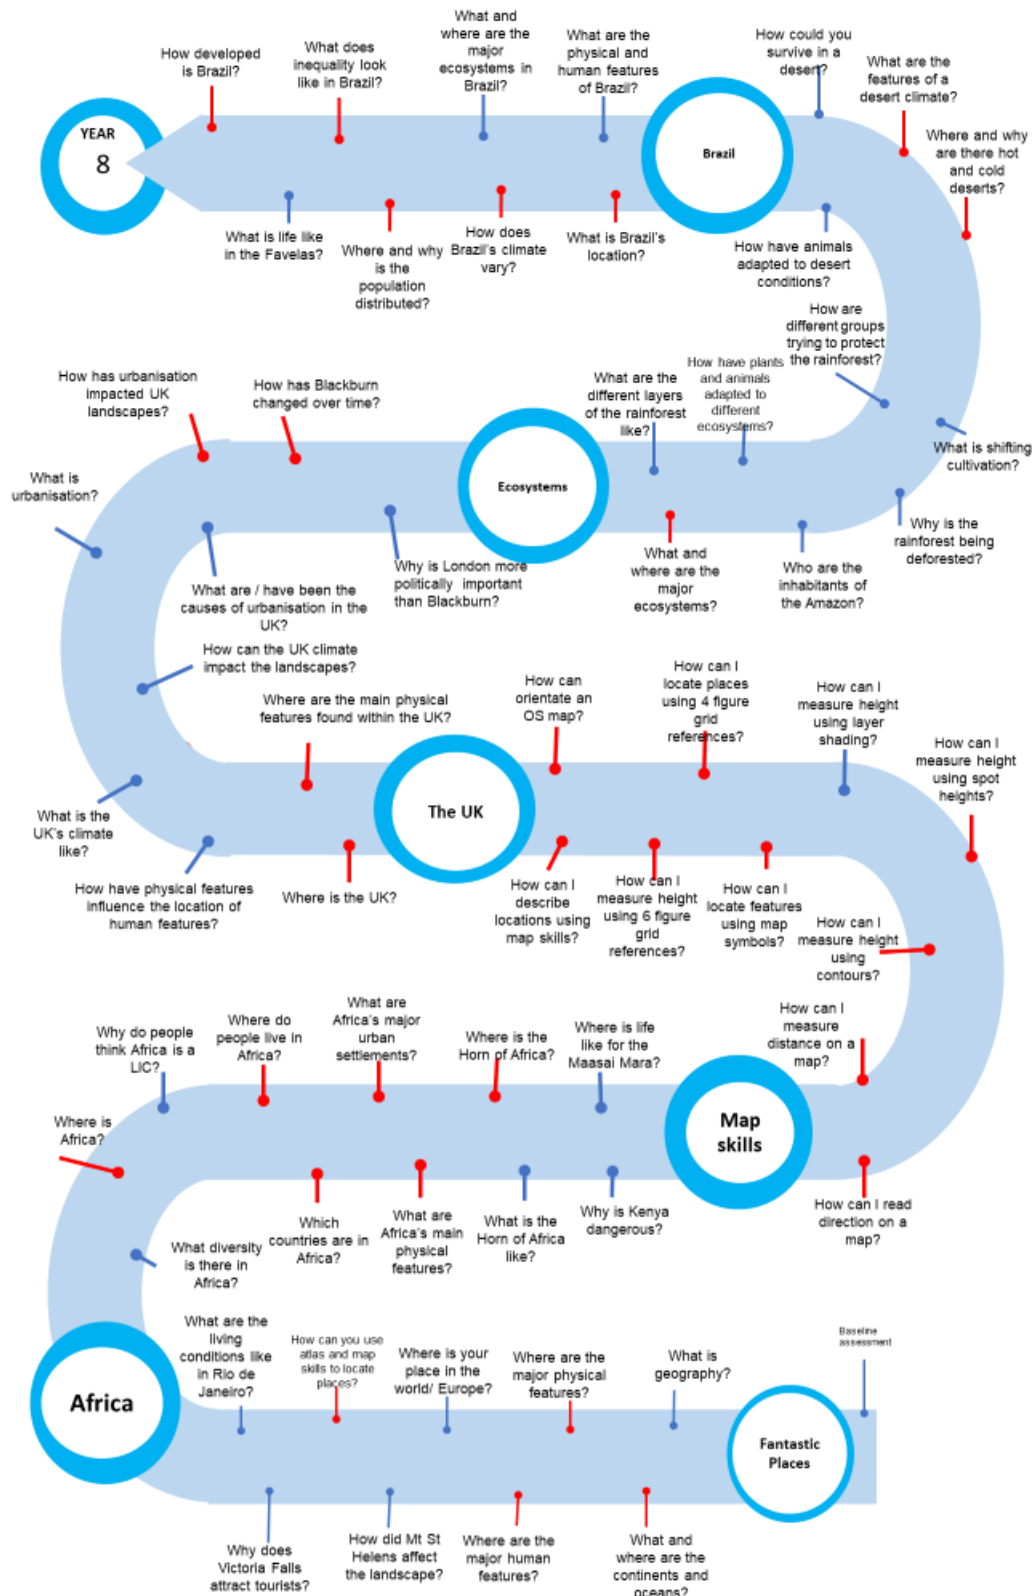 How developed
is Brazil?
What does
inequality look
like in Brazil?
What and
where are the
major
ecosystems in
Brazil?
What are the
physical and
human features
of Brazil?
How could you
survive in a
desert?
What are the
features of a
desert climate?
Where and why
are there hot
and cold
deserts?
YEAR
8
Brazil
What is life like
in the Favelas?
Where and why
is the
population
distributed?
How does
Brazil's climate
vary?
What is Brazil's
location?
How have animals
adapted to desert
conditions?
How are
different groups
trying to protect
the rainforest?
How has urbanisation
impacted UK
landscapes?
How has Blackburn
changed over time?
What are the
different layers
of the rainforest
like?
How have plants
and animals
adapted to
different
ecosystems?
What is shifting
cultivation?
What is
urbanisation?
Ecosystems
What are / have been the
causes of urbanisation in the
UK?
Why is London more
politically important
than Blackburn?
What and
where are the
major
ecosystems?
Who are the
inhabitants of
the Amazon?
Why is the
rainforest being
deforested?
How can the UK climate
impact the landscapes?
Where are the main physical
features found within the UK?
How can
orientate an
OS map?
How can I
locate places
using 4 figure
grid
references?
How can I
measure height
using layer
shading?
How can I
measure height
using spot
heights?
The UK
What is the
UK's climate
like?
How have physical features
influence the location of
human features?
Where is the UK?
How can I
describe
locations using
map skills?
How can I
measure height
using 6 figure
grid
references?
How can I
locate features
using map
symbols?
How can I
measure height
using
contours?
Why do people
think Africa is a
LIC?
Where do
people live in
Africa?
What are
Africa's major
urban
settlements?
Where is the
Horn of Africa?
Where is life
like for the
Maasai Mara?
How can I
measure
distance on a
map?
Where is
Africa?
Map
skills
What diversity
is there in
Africa?
Which
countries are in
Africa?
What are
Africa's main
physical
features?
What is the
Horn of Africa
like?
Why is Kenya
dangerous?
How can I read
direction on a
map?
What are the
living
conditions like
in Rio de
Janeiro?
How can you use
atlas and map
skills to locate
places?
Where is your
place in the
world/ Europe?
Where are the
major physical
features?
What is
geography?
Baseline
assessment
Africa
Fantastic
Places
Why does
Victoria Falls
attract tourists?
How did Mt St
Helens affect
the landscape?
Where are the
major human
features?
What and
where are the
continents and
oceans?